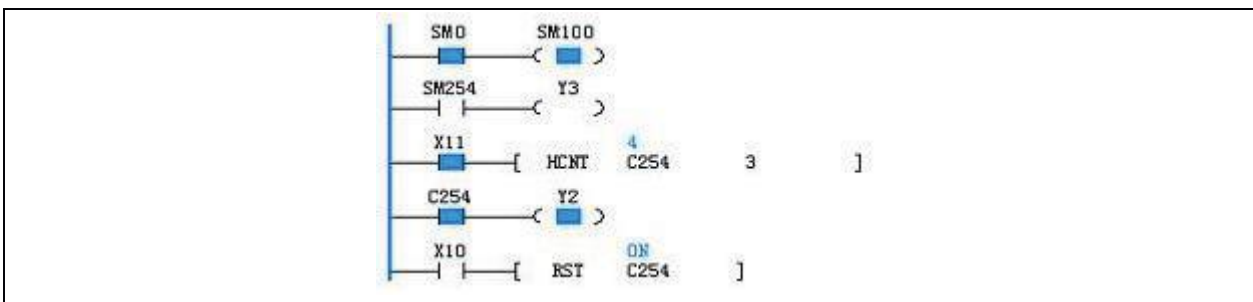 SM0 SM100
SM254 Y3
X11 4
[ HCNT C254 3 ]
C254 Y2
X10 ON
[ RST C254 ]